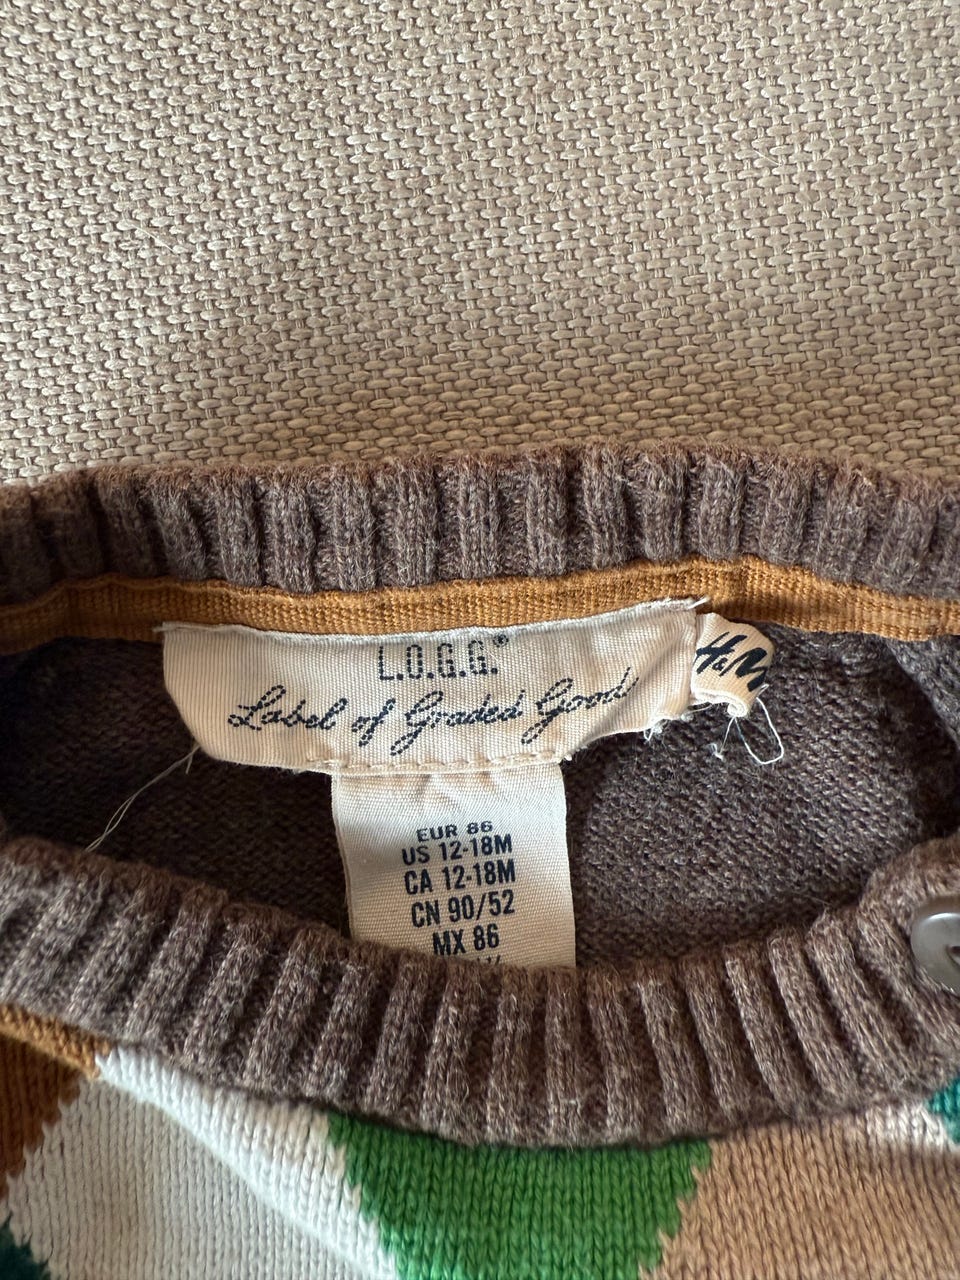 L.O.G.G.®
Label of Graded Goods
H&M
EUR 86
US 12-18M
CA 12-18M
CN 90/52
MX 86